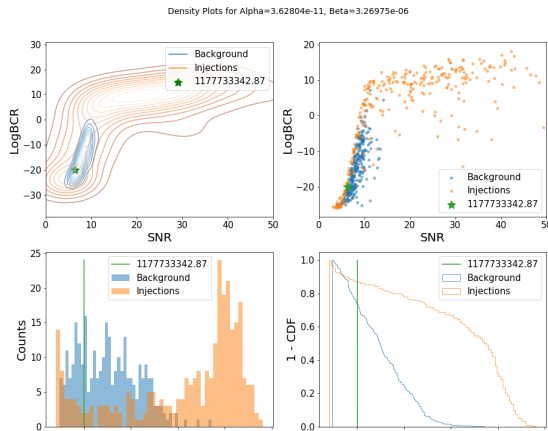 Density Plots for Alpha=3.62804e-11, Beta=3.26975e-06
30
20
10
0
−10
−20
−30
LogBCR
0
10
20
30
40
50
SNR
Background
Injections
1177733342.87
20
10
0
−10
−20
LogBCR
0
10
20
30
40
50
SNR
Background
Injections
1177733342.87
25
20
15
10
5
0
Counts
1177733342.87
Background
Injections
1.0
0.8
0.6
0.4
0.2
0.0
1 - CDF
1177733342.87
Background
Injections